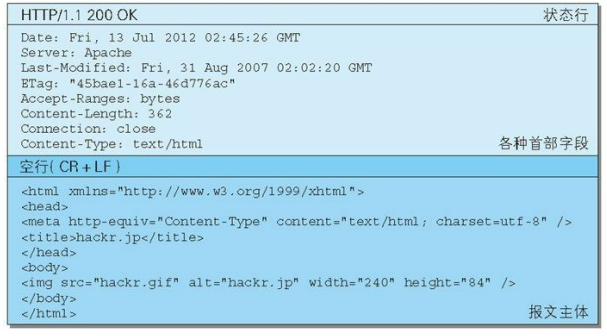 HTTP/1.1 200 OK 状态行
Date: Fri, 13 Jul 2012 02:45:26 GMT
Server: Apache
Last-Modified: Fri, 31 Aug 2007 02:02:20 GMT
ETag: "45bae1-16a-46d776ac"
Accept-Ranges: bytes
Content-Length: 362
Connection: close
Content-Type: text/html 各种首部字段
空行( CR + LF )
<html xmlns="http://www.w3.org/1999/xhtml">
<head>
<meta http-equiv="Content-Type" content="text/html; charset=utf-8" />
<title>hackr.jp</title>
</head>
<body>
<img src="hackr.gif" alt="hackr.jp" width="240" height="84" />
</body>
</html> 报文主体